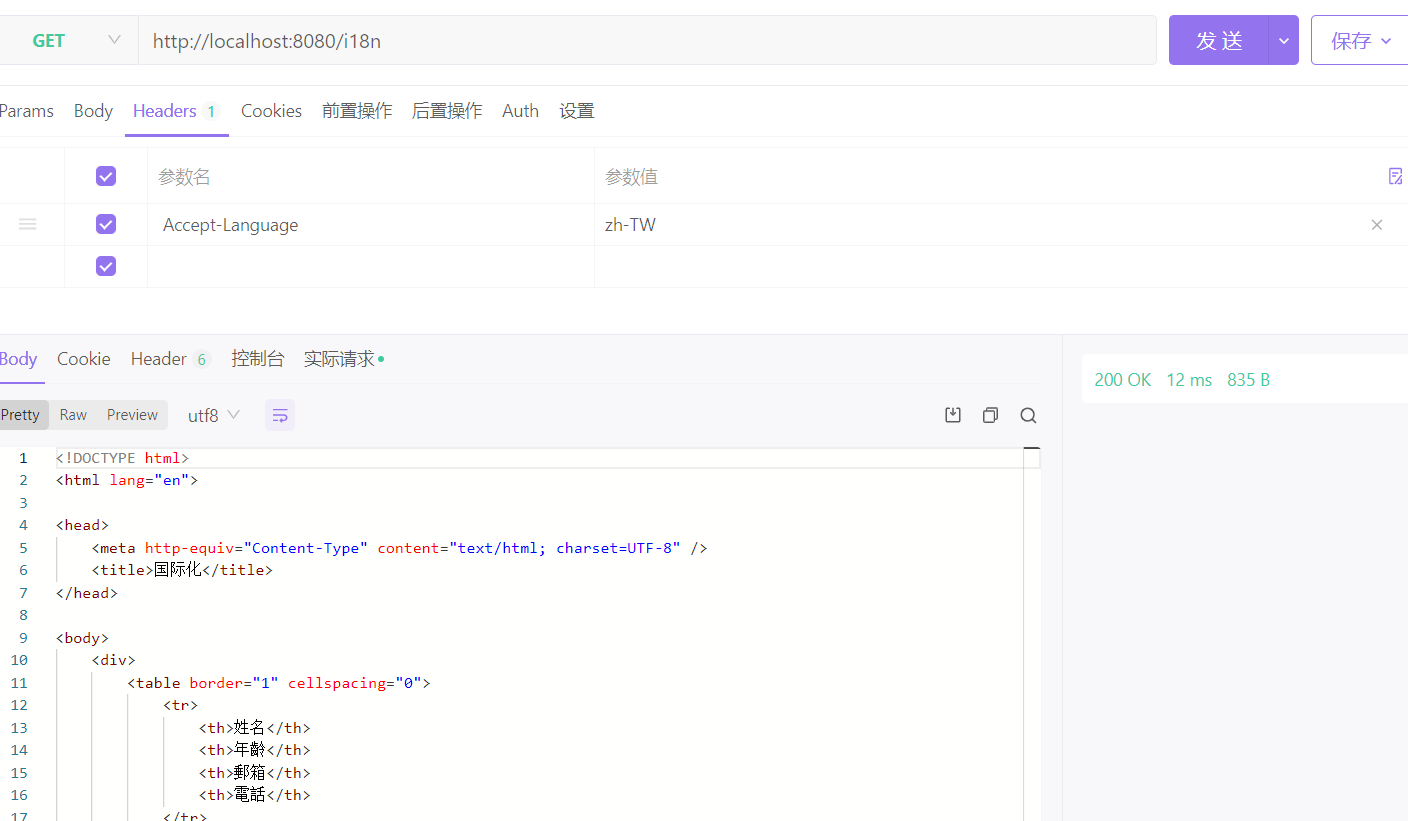 GET http://localhost:8080/i18n 发 送 保存
Params Body Headers 1 Cookies 前置操作 后置操作 Auth 设置
参数名 参数值
Accept-Language zh-TW
Body Cookie Header 6 控制台 实际请求
200 OK 12 ms 835 B
Pretty Raw Preview utf8
1 <!DOCTYPE html>
2 <html lang="en">
3
4 <head>
5 <meta http-equiv="Content-Type" content="text/html; charset=UTF-8" />
6 <title>国际化</title>
7 </head>
8
9 <body>
10 <div>
11 <table border="1" cellspacing="0">
12 <tr>
13 <th>姓名</th>
14 <th>年齡</th>
15 <th>郵箱</th>
16 <th>電話</th>
17 </tr>